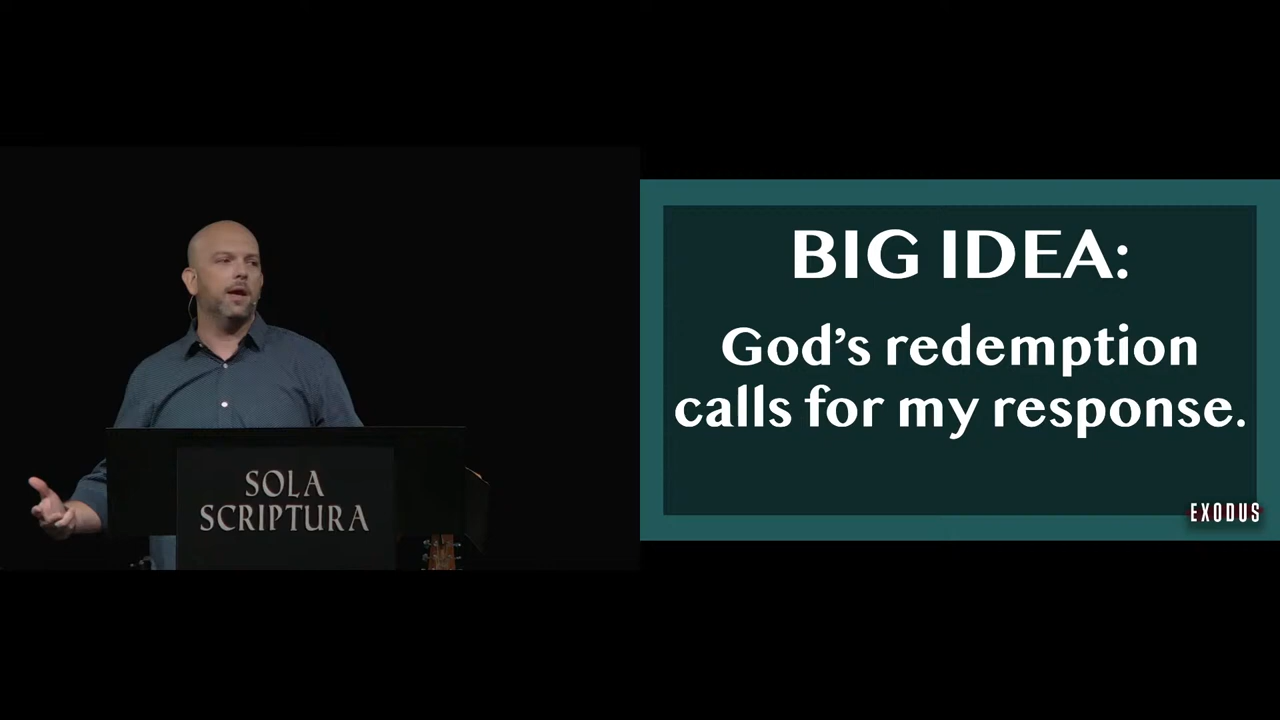 SOLA
SCRIPTURA
BIG IDEA:
God’s redemption
calls for my response.
EXODUS